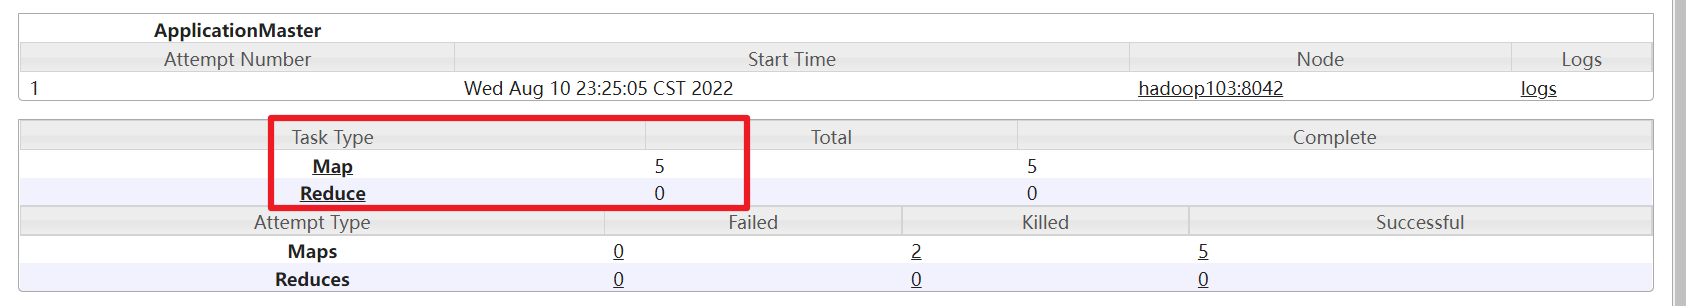 ApplicationMaster
Attempt Number Start Time Node Logs
1 Wed Aug 10 23:25:05 CST 2022 hadoop103:8042 logs
Task Type Total Complete
Map 5 5
Reduce 0 0
Attempt Type Failed Killed Successful
Maps 0 2 5
Reduces 0 0 0